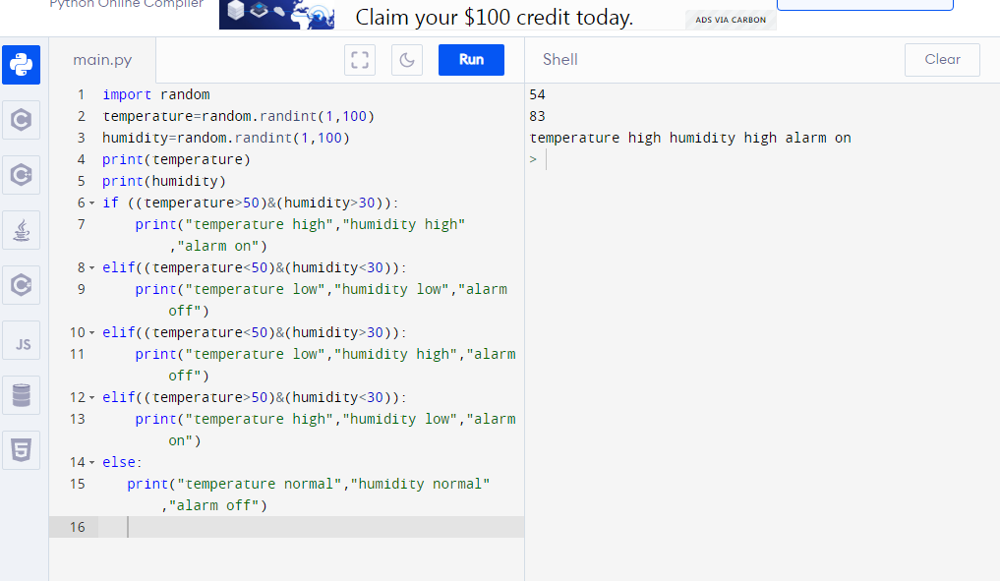 Python Online Compiler
Claim your $100 credit today.
ADS VIA CARBON
main.py
Run
Shell
Clear
1 import random
2 temperature=random.randint(1,100)
3 humidity=random.randint(1,100)
4 print(temperature)
5 print(humidity)
6 if ((temperature>50)&(humidity>30)):
7 print("temperature high","humidity high"
,"alarm on")
8 elif((temperature<50)&(humidity<30)):
9 print("temperature low","humidity low","alarm
off")
10 elif((temperature<50)&(humidity>30)):
11 print("temperature low","humidity high","alarm
off")
12 elif((temperature>50)&(humidity<30)):
13 print("temperature high","humidity low","alarm
on")
14 else:
15 print("temperature normal","humidity normal"
,"alarm off")
16
54
83
temperature high humidity high alarm on
>
JS